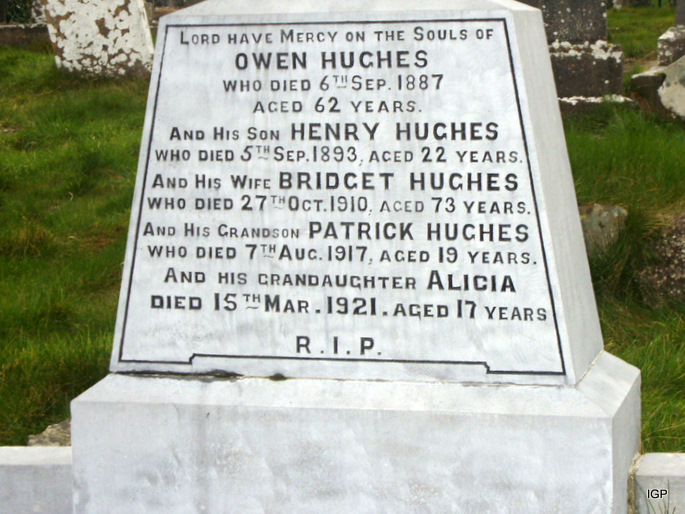 Lord have Mercy on the Souls of
OWEN HUGHES
who died 6TH Sep. 1887
aged 62 years.
And His Son HENRY HUGHES
who died 5TH Sep. 1893, aged 22 years.
And His Wife BRIDGET HUGHES
who died 27TH Oct. 1910, aged 73 years.
And His Grandson PATRICK HUGHES
who died 7TH Aug. 1917, aged 19 years.
And his grandaughter Alicia
died 15TH Mar. 1921. aged 17 years
R.I.P.
IGP